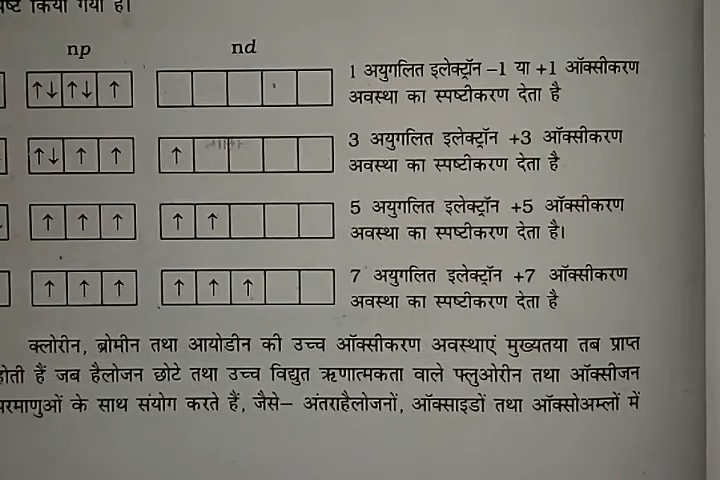 किया गया है।
np nd
↑↓ ↑↓ ↑ 1 अयुगलित इलेक्ट्रॉन –1 या +1 ऑक्सीकरण
अवस्था का स्पष्टीकरण देता है
↑↓ ↑ ↑ ↑ 3 अयुगलित इलेक्ट्रॉन +3 ऑक्सीकरण
अवस्था का स्पष्टीकरण देता है
↑ ↑ ↑ ↑ ↑ 5 अयुगलित इलेक्ट्रॉन +5 ऑक्सीकरण
अवस्था का स्पष्टीकरण देता है।
↑ ↑ ↑ ↑ ↑ ↑ 7 अयुगलित इलेक्ट्रॉन +7 ऑक्सीकरण
अवस्था का स्पष्टीकरण देता है
क्लोरीन, ब्रोमीन तथा आयोडीन की उच्च ऑक्सीकरण अवस्थाएं मुख्यतया तब प्राप्त
होती हैं जब हैलोजन छोटे तथा उच्च विद्युत ऋणात्मकता वाले फ्लुओरीन तथा ऑक्सीजन
परमाणुओं के साथ संयोग करते हैं, जैसे– अंतराहैलोजनों, ऑक्साइडों तथा ऑक्सोअम्लों में